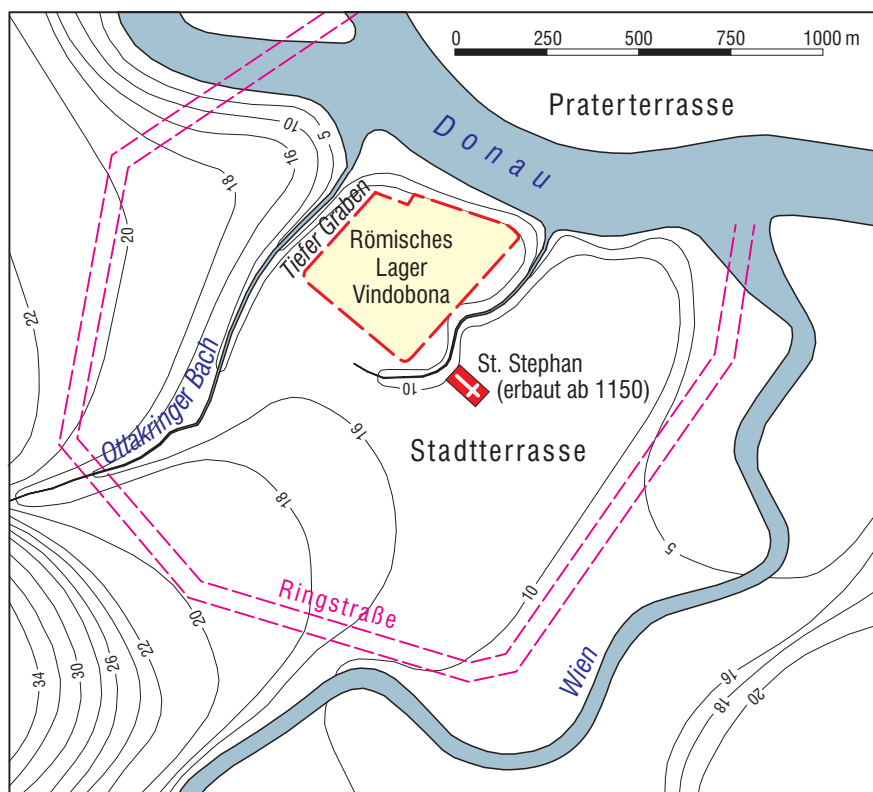 0 250 500 750 1000 m
Praterterrasse
Donau
5
10
16
18
18
20
22
Tiefer Graben
Römisches
Lager
Vindobona
Ottakringer Bach
St. Stephan
(erbaut ab 1150)
10
Stadtterrasse
16
18
5
10
Ringstraße
20
22
26
30
34
Wien
16
18
20